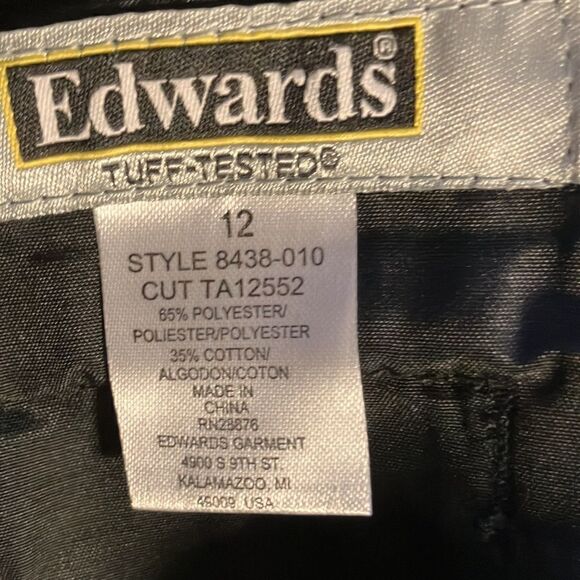 Edwards®
TUFF-TESTED®
12
STYLE 8438-010
CUT TA12552
65% POLYESTER/
POLIESTER/POLYESTER
35% COTTON/
ALGODON/COTON
MADE IN
CHINA
RN28876
EDWARDS GARMENT
4900 S 9TH ST.
KALAMAZOO, MI
49009 USA